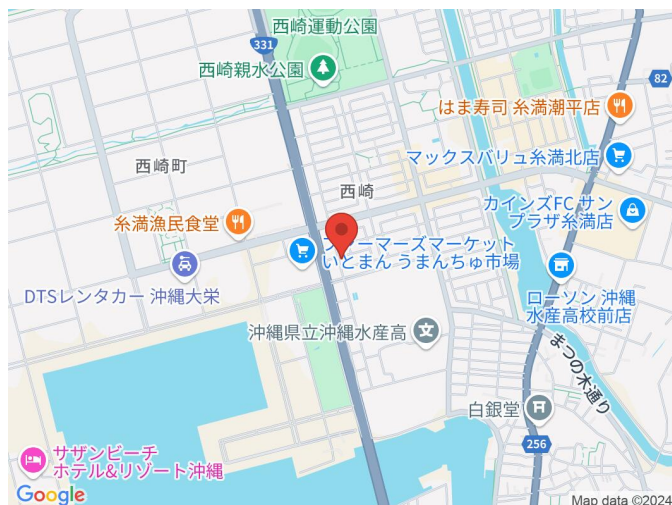 西崎運動公園
331
西崎親水公園
82
はま寿司 糸満潮平店
マックスバリュ糸満北店
西崎町
西崎
カインズFC サン
プラザ糸満店
糸満漁民食堂
ファーマーズマーケット
いとまん うまんちゅ市場
DTSレンタカー 沖縄大栄
ローソン 沖縄
水産高校前店
沖縄県立沖縄水産高
まつの木通り
白銀堂
256
サザンビーチ
ホテル&リゾート沖縄
Google
Map data ©2024